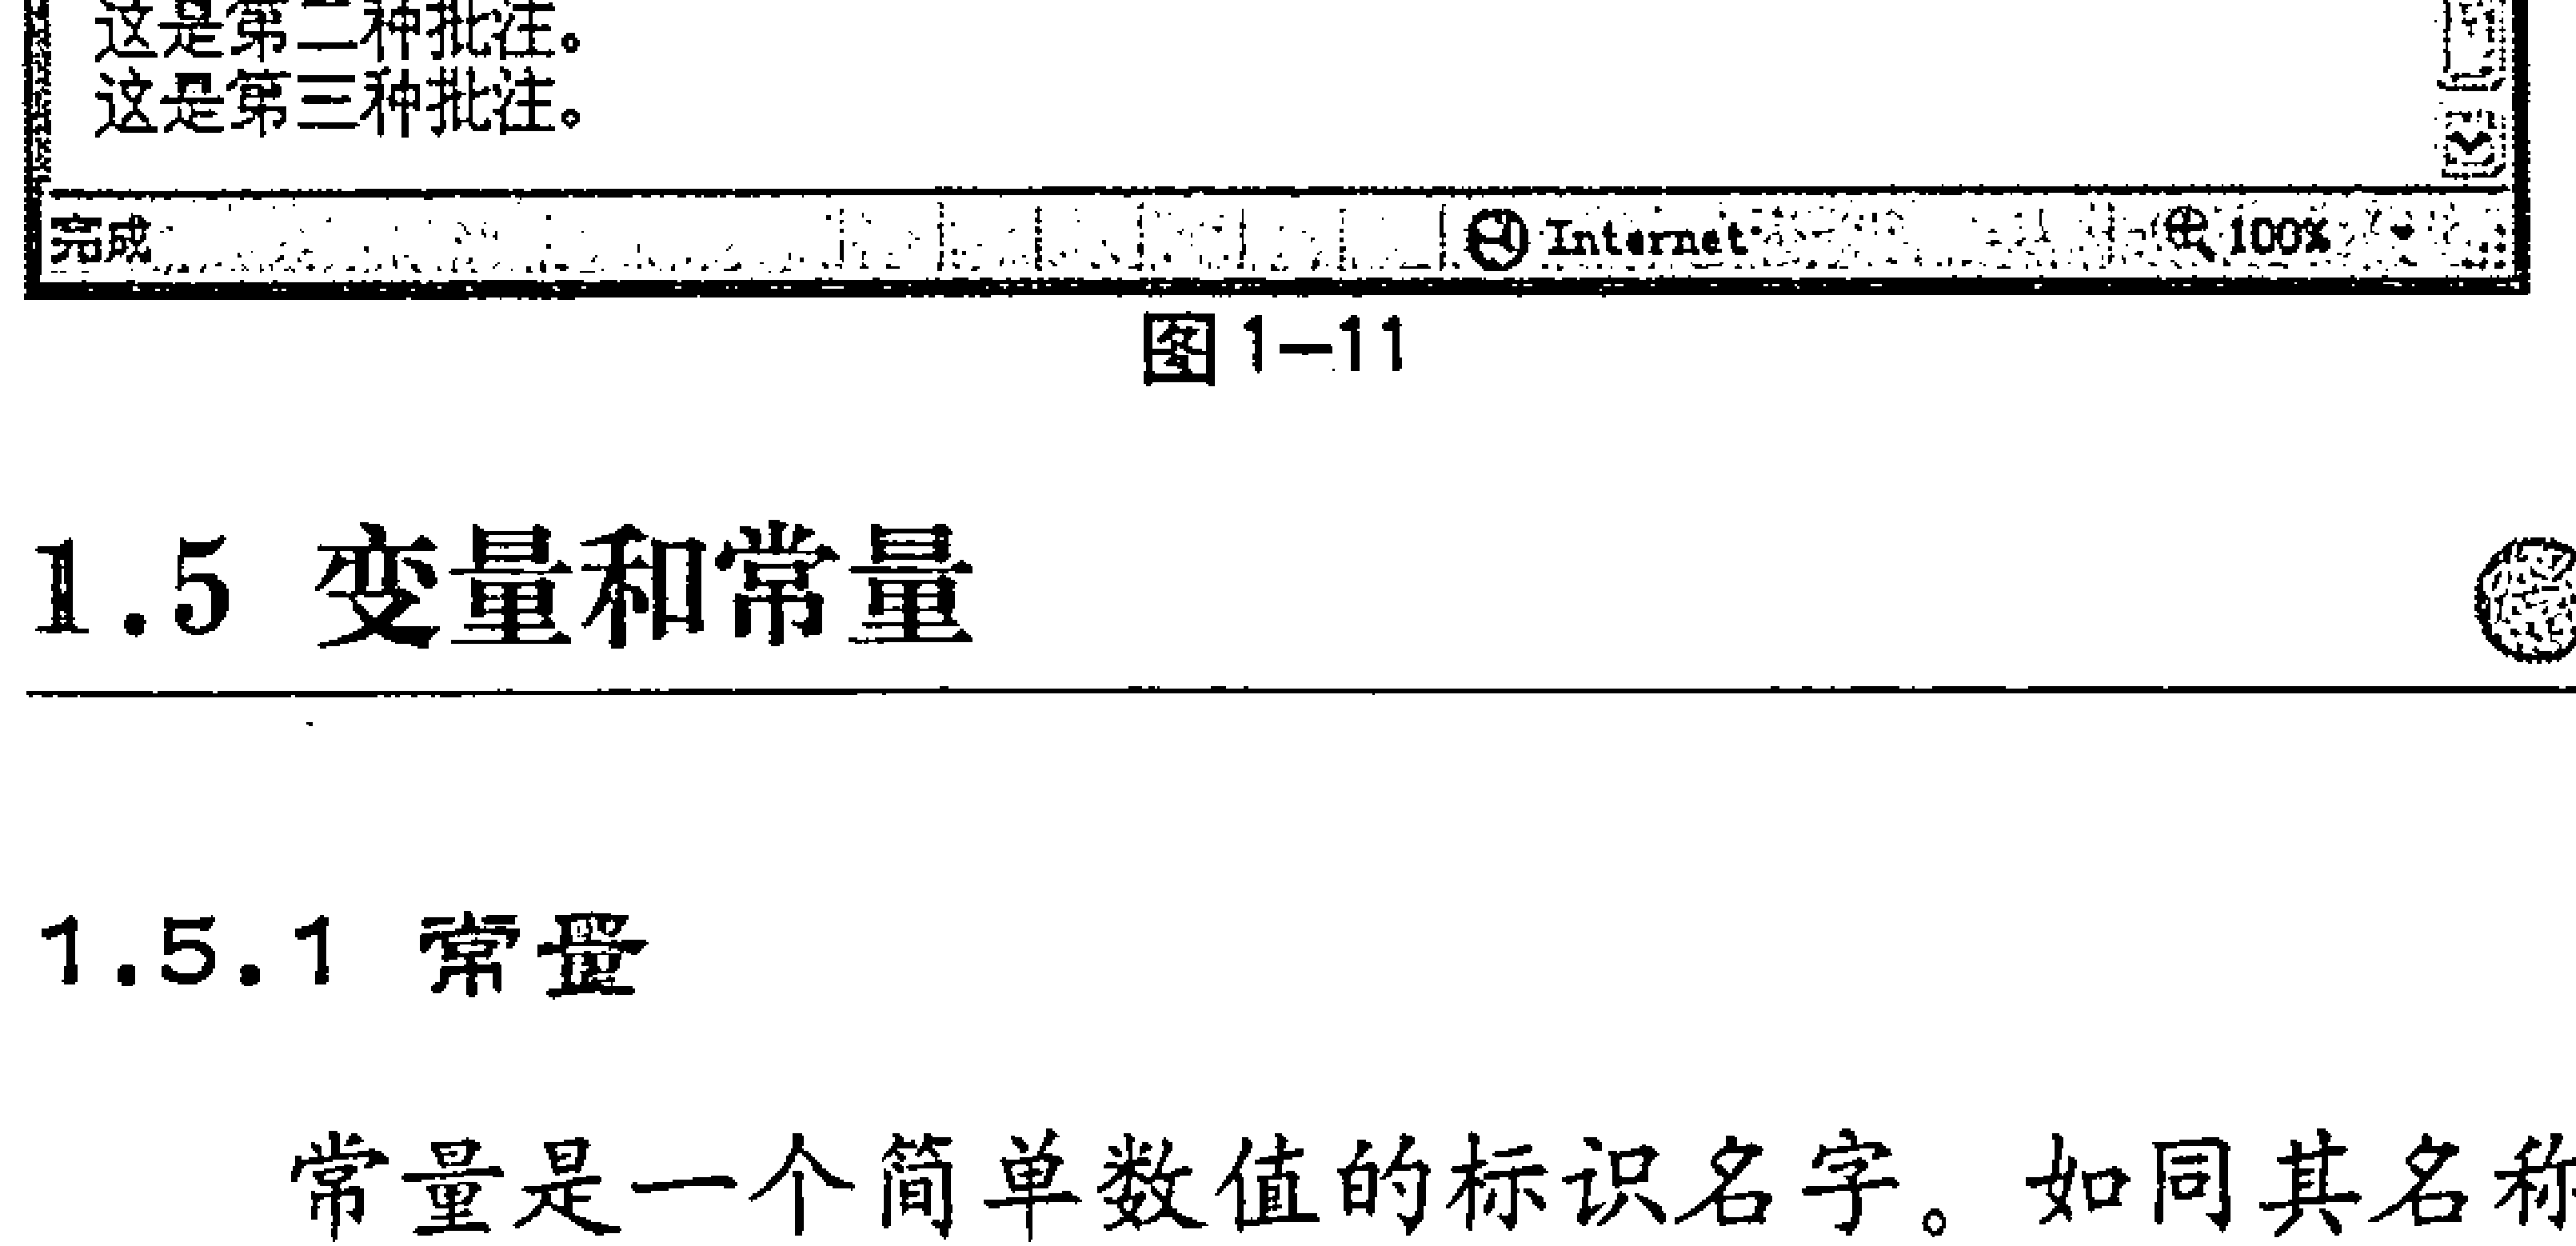 这是第二种批注。
这是第三种批注。
完成 Internet 100%
图1-11
1.5 变量和常量
1.5.1 常量
常量是一个简单数值的标识名字。如同其名称